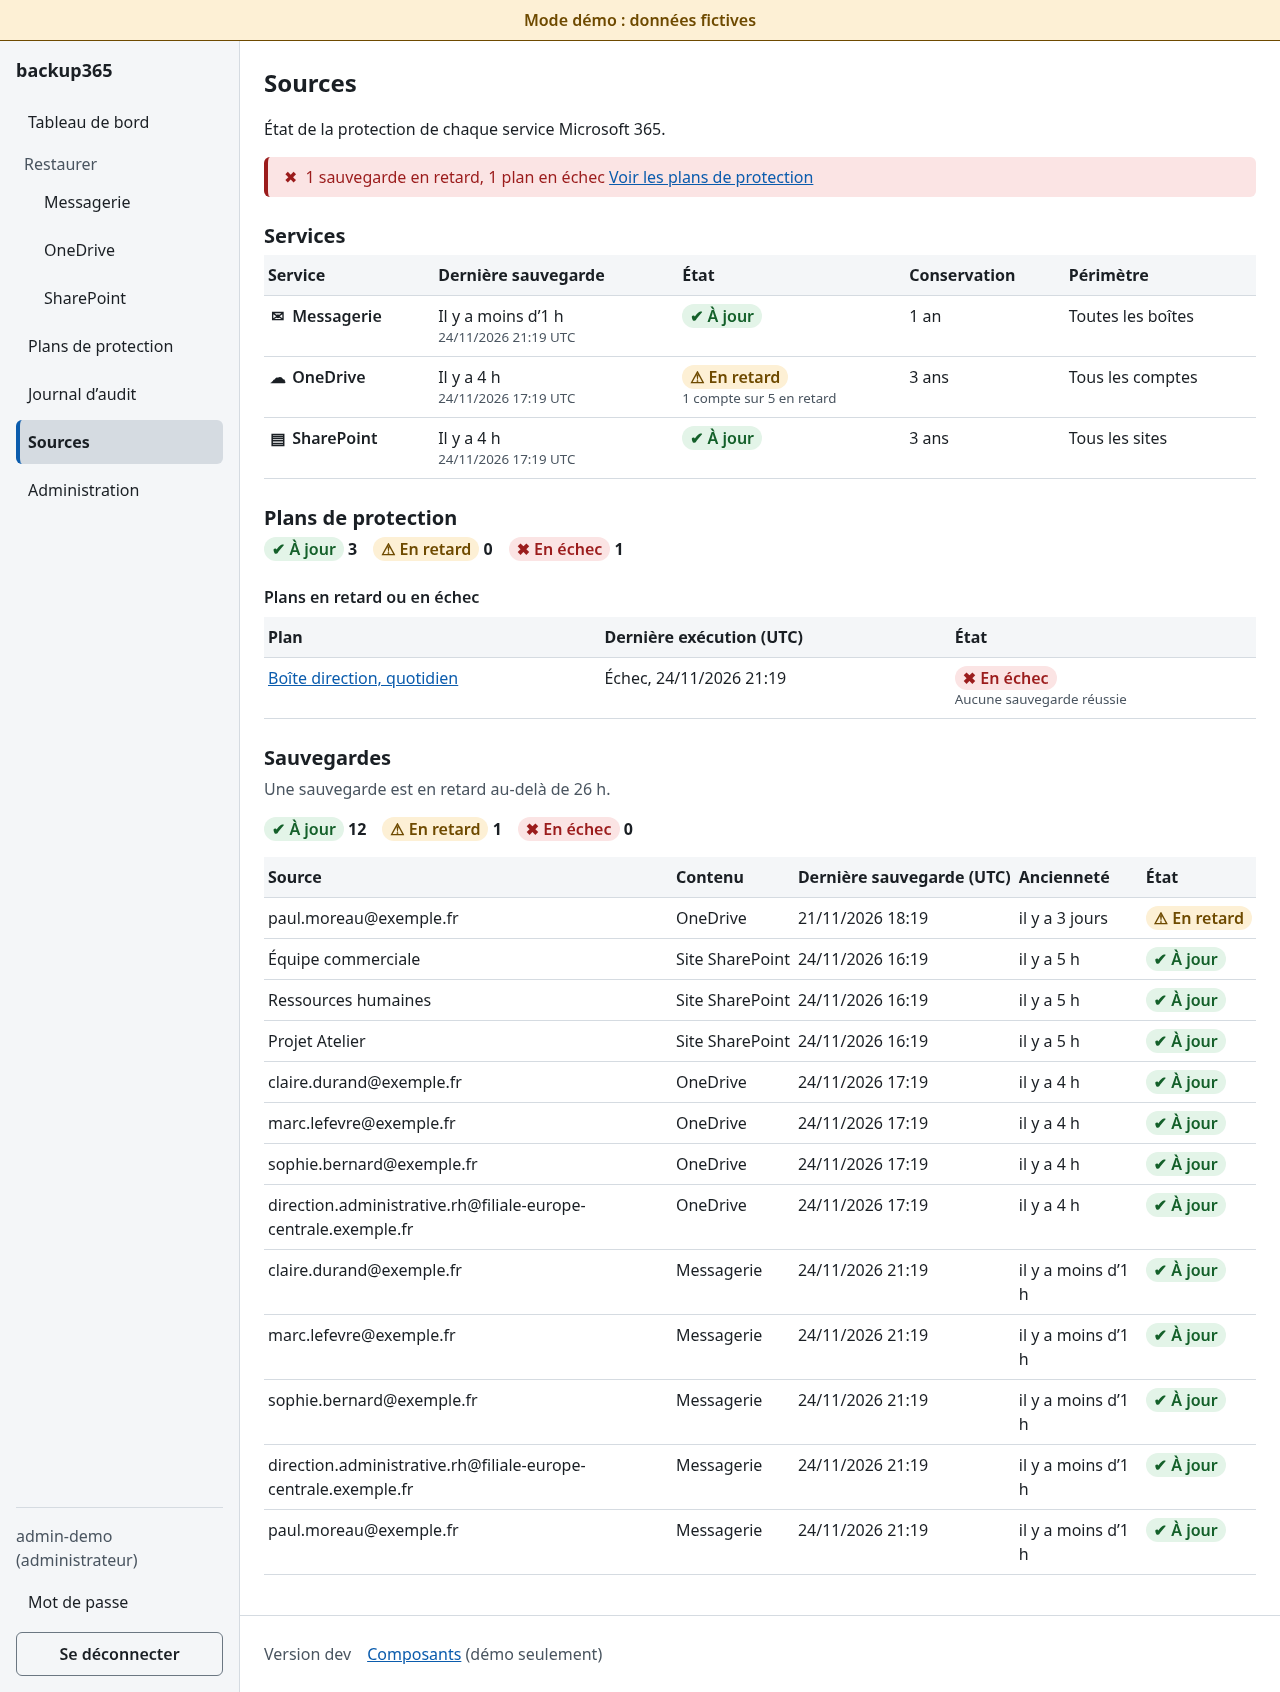 Mode démo : données fictives
backup365
Tableau de bord
Restaurer
Messagerie
OneDrive
SharePoint
Plans de protection
Journal d’audit
Sources
Administration
admin-demo
(administrateur)
Mot de passe
Se déconnecter
Sources
État de la protection de chaque service Microsoft 365.
✖ 1 sauvegarde en retard, 1 plan en échec Voir les plans de protection
Services
Service Dernière sauvegarde État Conservation Périmètre
✉ Messagerie Il y a moins d’1 h ✔ À jour 1 an Toutes les boîtes
24/11/2026 21:19 UTC
☁ OneDrive Il y a 4 h ⚠ En retard 3 ans Tous les comptes
24/11/2026 17:19 UTC 1 compte sur 5 en retard
▤ SharePoint Il y a 4 h ✔ À jour 3 ans Tous les sites
24/11/2026 17:19 UTC
Plans de protection
✔ À jour 3 ⚠ En retard 0 ✖ En échec 1
Plans en retard ou en échec
Plan Dernière exécution (UTC) État
Boîte direction, quotidien Échec, 24/11/2026 21:19 ✖ En échec
Aucune sauvegarde réussie
Sauvegardes
Une sauvegarde est en retard au-delà de 26 h.
✔ À jour 12 ⚠ En retard 1 ✖ En échec 0
Source Contenu Dernière sauvegarde (UTC) Ancienneté État
paul.moreau@exemple.fr OneDrive 21/11/2026 18:19 il y a 3 jours ⚠ En retard
Équipe commerciale Site SharePoint 24/11/2026 16:19 il y a 5 h ✔ À jour
Ressources humaines Site SharePoint 24/11/2026 16:19 il y a 5 h ✔ À jour
Projet Atelier Site SharePoint 24/11/2026 16:19 il y a 5 h ✔ À jour
claire.durand@exemple.fr OneDrive 24/11/2026 17:19 il y a 4 h ✔ À jour
marc.lefevre@exemple.fr OneDrive 24/11/2026 17:19 il y a 4 h ✔ À jour
sophie.bernard@exemple.fr OneDrive 24/11/2026 17:19 il y a 4 h ✔ À jour
direction.administrative.rh@filiale-europe- OneDrive 24/11/2026 17:19 il y a 4 h ✔ À jour
centrale.exemple.fr
claire.durand@exemple.fr Messagerie 24/11/2026 21:19 il y a moins d’1 ✔ À jour
h
marc.lefevre@exemple.fr Messagerie 24/11/2026 21:19 il y a moins d’1 ✔ À jour
h
sophie.bernard@exemple.fr Messagerie 24/11/2026 21:19 il y a moins d’1 ✔ À jour
h
direction.administrative.rh@filiale-europe- Messagerie 24/11/2026 21:19 il y a moins d’1 ✔ À jour
centrale.exemple.fr h
paul.moreau@exemple.fr Messagerie 24/11/2026 21:19 il y a moins d’1 ✔ À jour
h
Version dev Composants (démo seulement)